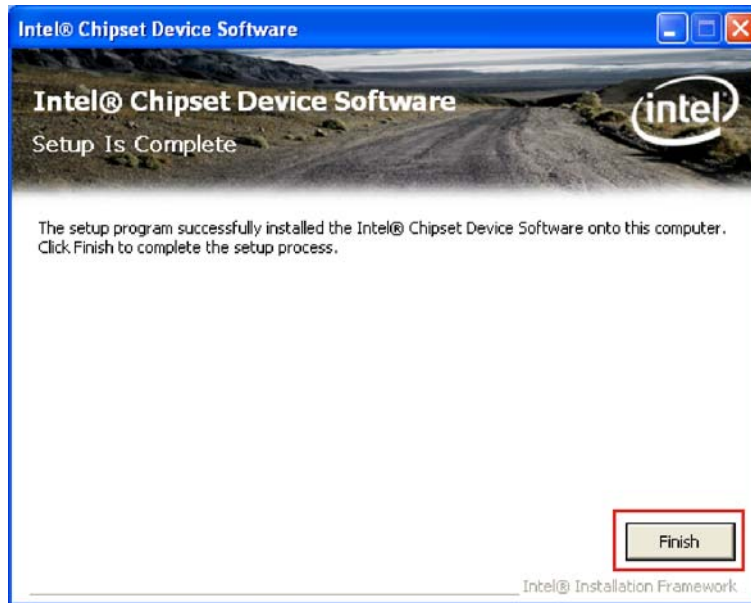 Intel® Chipset Device Software
Intel® Chipset Device Software
intel
Setup Is Complete
The setup program successfully installed the Intel® Chipset Device Software onto this computer.
Click Finish to complete the setup process.
Finish
Intel® Installation Framework